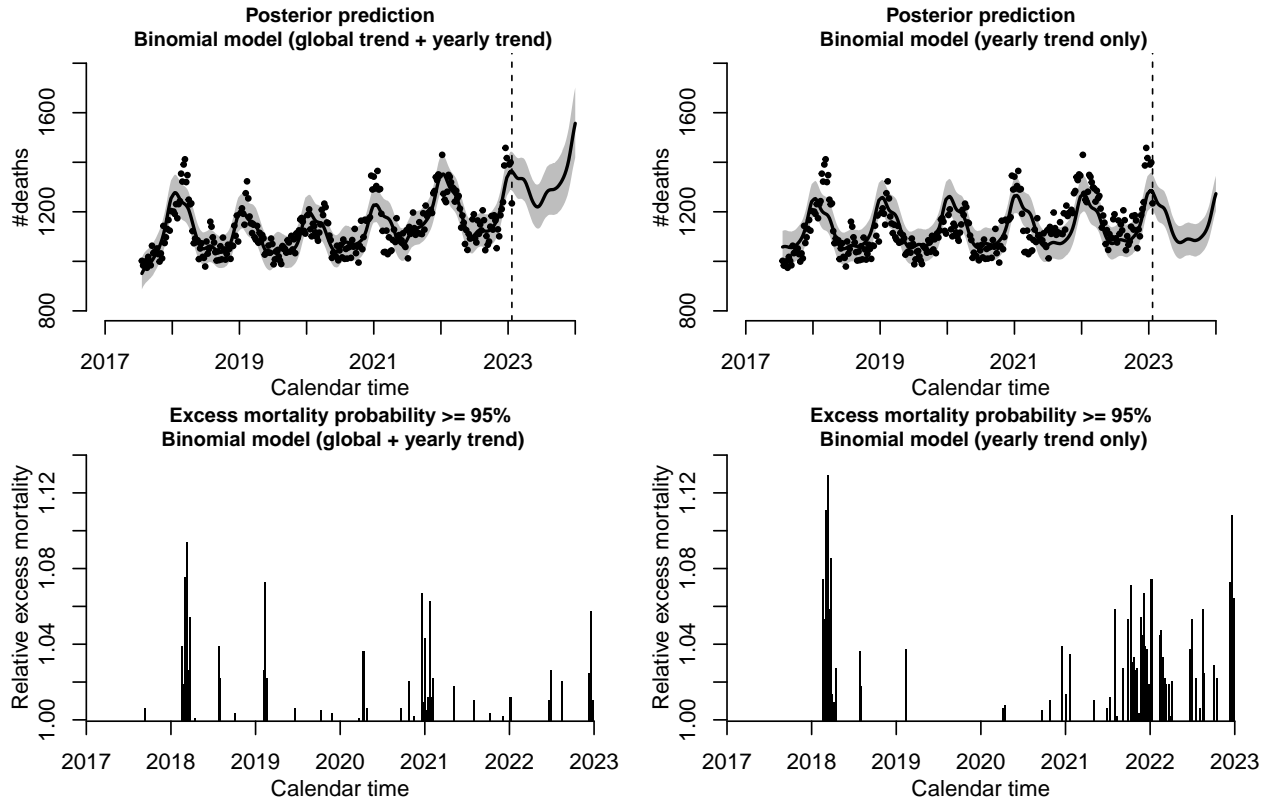 Posterior prediction
Binomial model (global trend + yearly trend)
#deaths
800
1200
1600
2017
2019
2021
2023
Calendar time
Posterior prediction
Binomial model (yearly trend only)
#deaths
800
1200
1600
2017
2019
2021
2023
Calendar time
Excess mortality probability >= 95%
Binomial model (global + yearly trend)
Relative excess mortality
1.00
1.04
1.08
1.12
2017
2018
2019
2020
2021
2022
2023
Calendar time
Excess mortality probability >= 95%
Binomial model (yearly trend only)
Relative excess mortality
1.00
1.04
1.08
1.12
2017
2018
2019
2020
2021
2022
2023
Calendar time